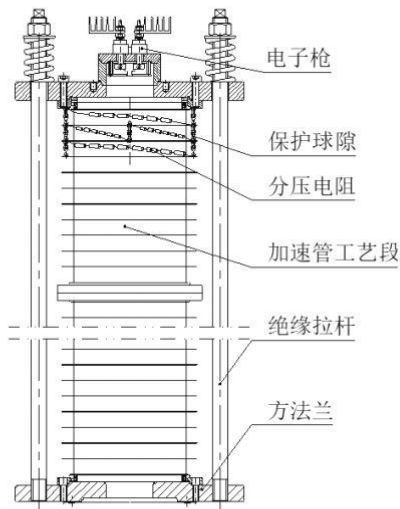 电子枪
保护球隙
分压电阻
加速管工艺段
绝缘拉杆
方法兰